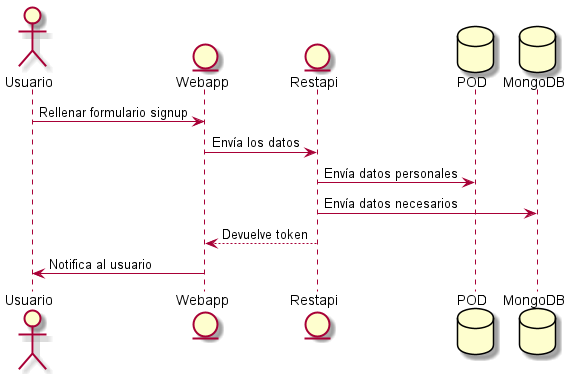 Usuario
Webapp
Restapi
POD
MongoDB
Rellenar formulario signup
Envía los datos
Envía datos personales
Envía datos necesarios
Devuelve token
Notifica al usuario
Usuario
Webapp
Restapi
POD
MongoDB